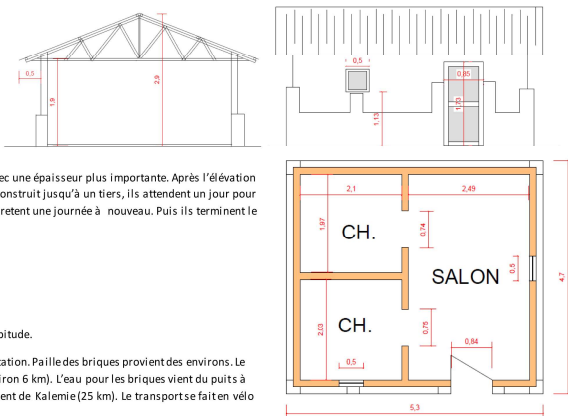 0,5
1,9
2,9
0,5
1,13
0,85
1,73
ec une épaisseur plus importante. Après l'élévation
onstruit jusqu'à un tiers, ils attendent un jour pour
retent une journée à nouveau. Puis ils terminent le
bitude.
tation. Paille des briques provient des environs. Le
iron 6 km). L'eau pour les briques vient du puits à
ent de Kalemie (25 km). Le transport se fait en vélo
2,1
2,49
1,97
CH.
0,74
SALON
0,5
4,7
2,03
CH.
0,75
0,84
0,5
5,3